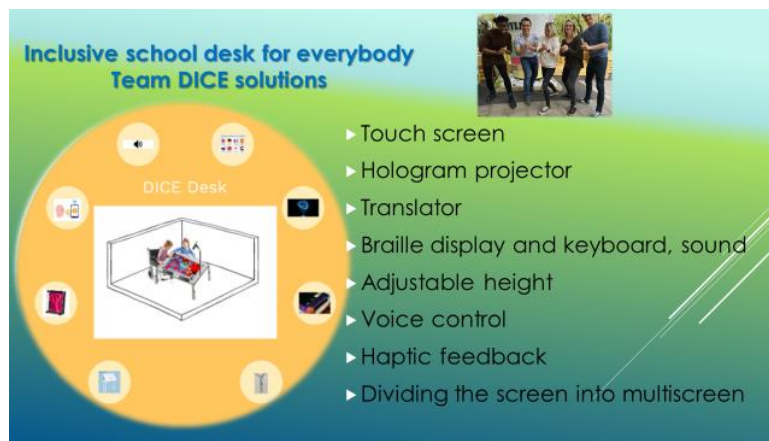 Inclusive school desk for everybody
Team DICE solutions
DICE Desk
Touch screen
Hologram projector
Translator
Braille display and keyboard, sound
Adjustable height
Voice control
Haptic feedback
Dividing the screen into multiscreen